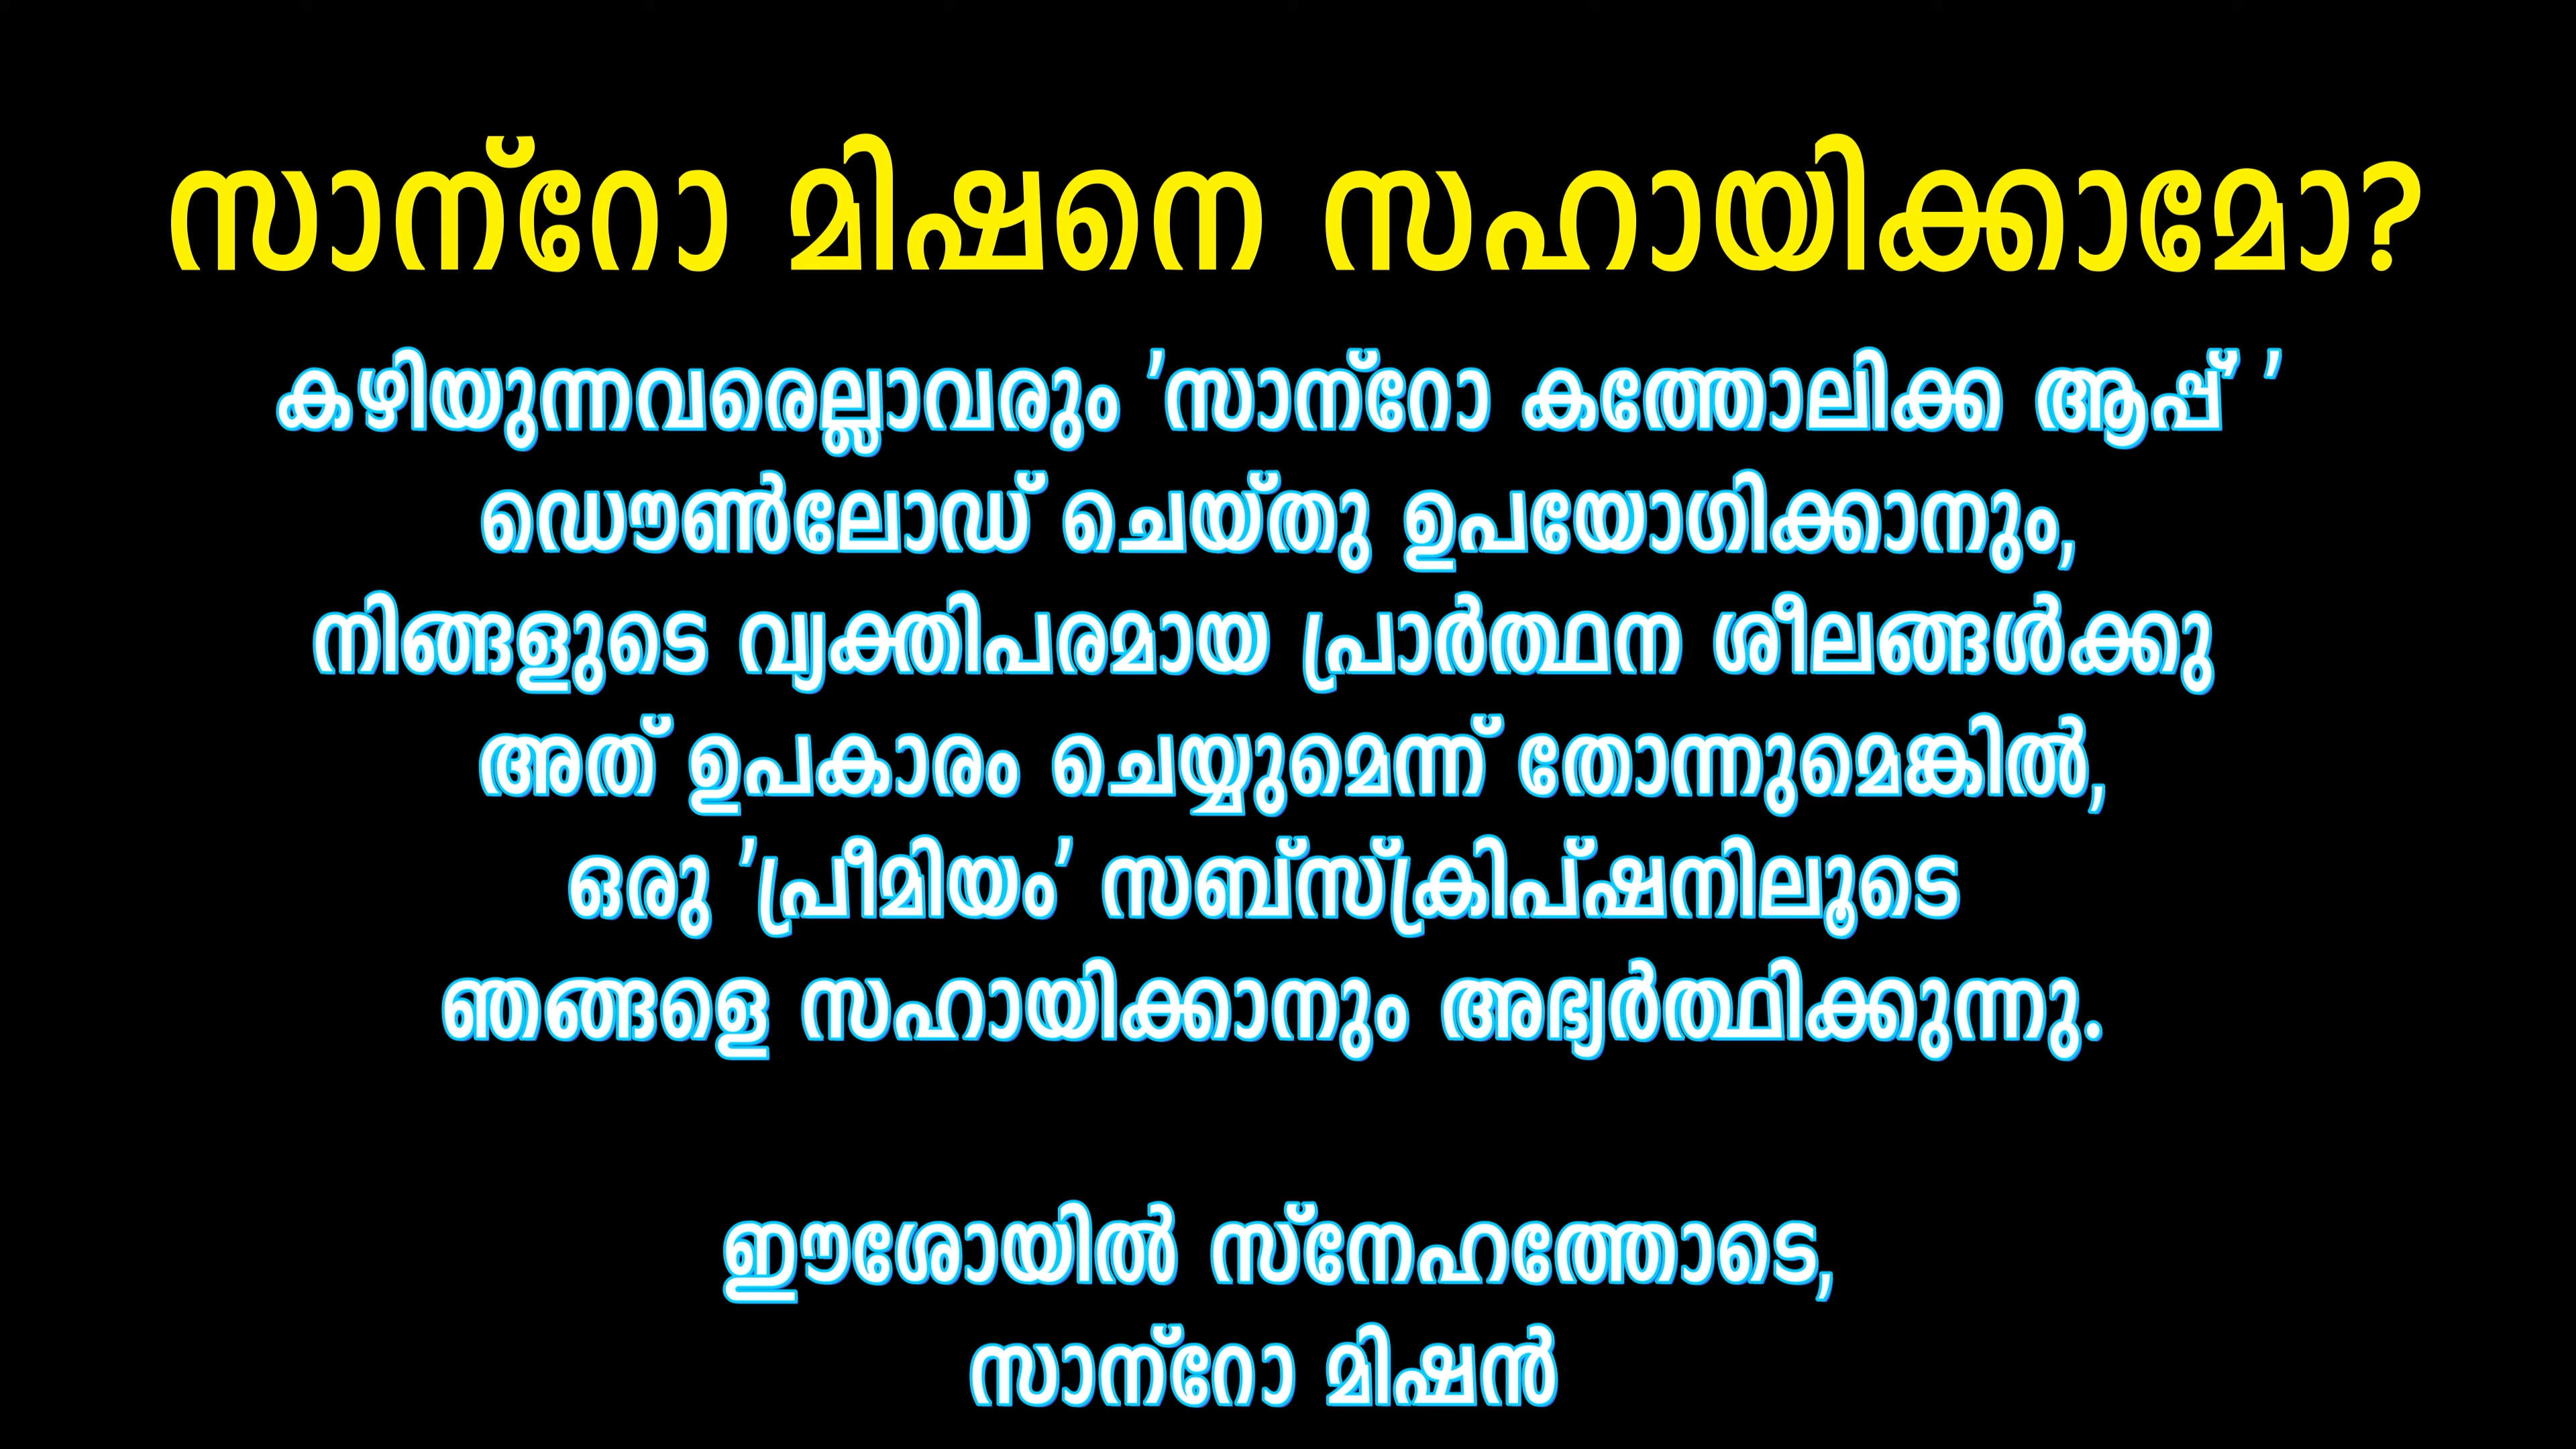 സാന്റോ മിഷനെ സഹായിക്കാമോ?
കഴിയുന്നവരെല്ലാവരും 'സാന്റോ കത്തോലിക്ക ആപ്പ് '
ഡൌൺലോഡ് ചെയ്തു ഉപയോഗിക്കാനും,
നിങ്ങളുടെ വ്യക്തിപരമായ പ്രാർത്ഥന ശീലങ്ങൾക്കു
അത് ഉപകാരം ചെയ്യുമെന്ന് തോന്നുമെങ്കിൽ,
ഒരു 'പ്രീമിയം' സബ്സ്ക്രിപ്ഷനിലൂടെ
ഞങ്ങളെ സഹായിക്കാനും അഭ്യർത്ഥിക്കുന്നു.
ഈശോയിൽ സ്നേഹത്തോടെ,
സാന്റോ മിഷൻ